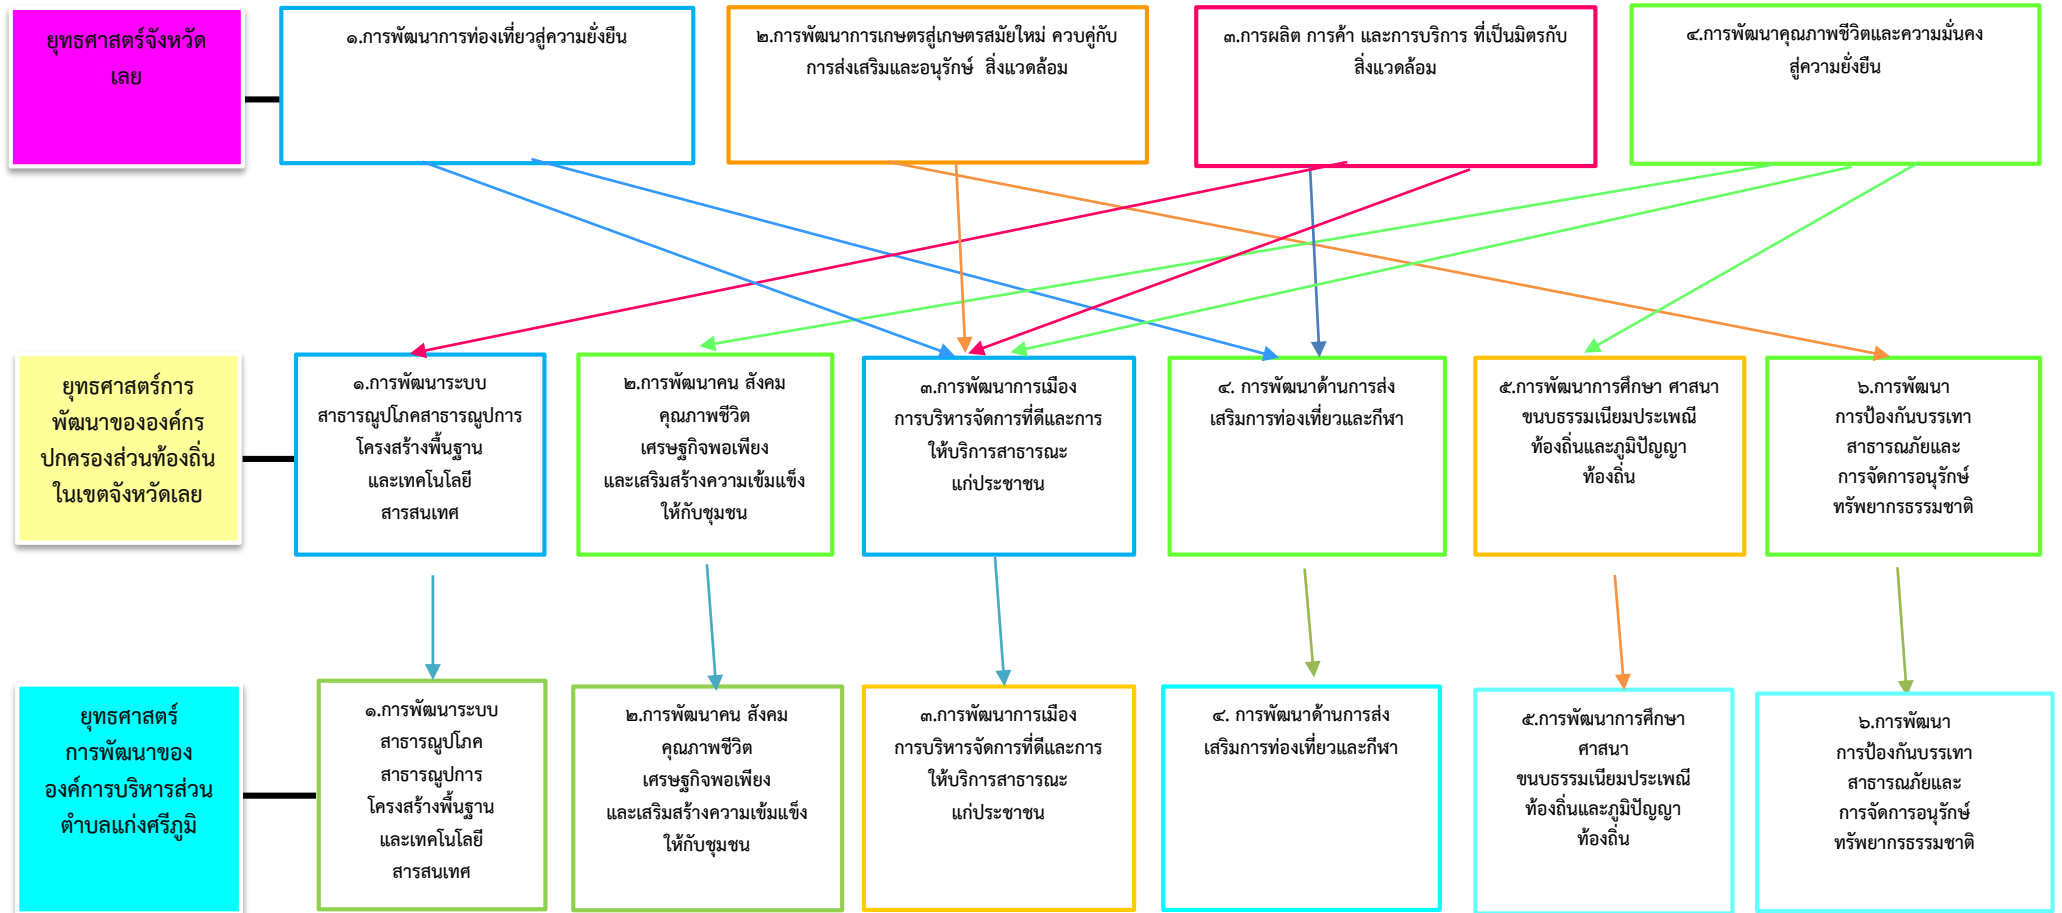 ยุทธศาสตร์จังหวัด
เลย
๑.การพัฒนาการท่องเที่ยวสู่ความยั่งยืน
๒.การพัฒนาการเกษตรสู่เกษตรสมัยใหม่ ควบคู่กับ
การส่งเสริมและอนุรักษ์ สิ่งแวดล้อม
๓.การผลิต การค้า และการบริการ ที่เป็นมิตรกับ
สิ่งแวดล้อม
๔.การพัฒนาคุณภาพชีวิตและความมั่นคง
สู่ความยั่งยืน
ยุทธศาสตร์การ
พัฒนาขององค์กร
ปกครองส่วนท้องถิ่น
ในเขตจังหวัดเลย
๑.การพัฒนาระบบ
สาธารณูปโภคสาธารณูปการ
โครงสร้างพื้นฐาน
และเทคโนโลยี
สารสนเทศ
๒.การพัฒนาคน สังคม
คุณภาพชีวิต
เศรษฐกิจพอเพียง
และเสริมสร้างความเข้มแข็ง
ให้กับชุมชน
๓.การพัฒนาการเมือง
การบริหารจัดการที่ดีและการ
ให้บริการสาธารณะ
แก่ประชาชน
๔. การพัฒนาด้านการส่ง
เสริมการท่องเที่ยวและกีฬา
๕.การพัฒนาการศึกษา ศาสนา
ขนบธรรมเนียมประเพณี
ท้องถิ่นและภูมิปัญญา
ท้องถิ่น
๖.การพัฒนา
การป้องกันบรรเทา
สาธารณภัยและ
การจัดการอนุรักษ์
ทรัพยากรธรรมชาติ
ยุทธศาสตร์
การพัฒนาของ
องค์การบริหารส่วน
ตำบลแก่งศรีภูมิ
๑.การพัฒนาระบบ
สาธารณูปโภค
สาธารณูปการ
โครงสร้างพื้นฐาน
และเทคโนโลยี
สารสนเทศ
๒.การพัฒนาคน สังคม
คุณภาพชีวิต
เศรษฐกิจพอเพียง
และเสริมสร้างความเข้มแข็ง
ให้กับชุมชน
๓.การพัฒนาการเมือง
การบริหารจัดการที่ดีและการ
ให้บริการสาธารณะ
แก่ประชาชน
๔. การพัฒนาด้านการส่ง
เสริมการท่องเที่ยวและกีฬา
๕.การพัฒนาการศึกษา
ศาสนา
ขนบธรรมเนียมประเพณี
ท้องถิ่นและภูมิปัญญา
ท้องถิ่น
๖.การพัฒนา
การป้องกันบรรเทา
สาธารณภัยและ
การจัดการอนุรักษ์
ทรัพยากรธรรมชาติ